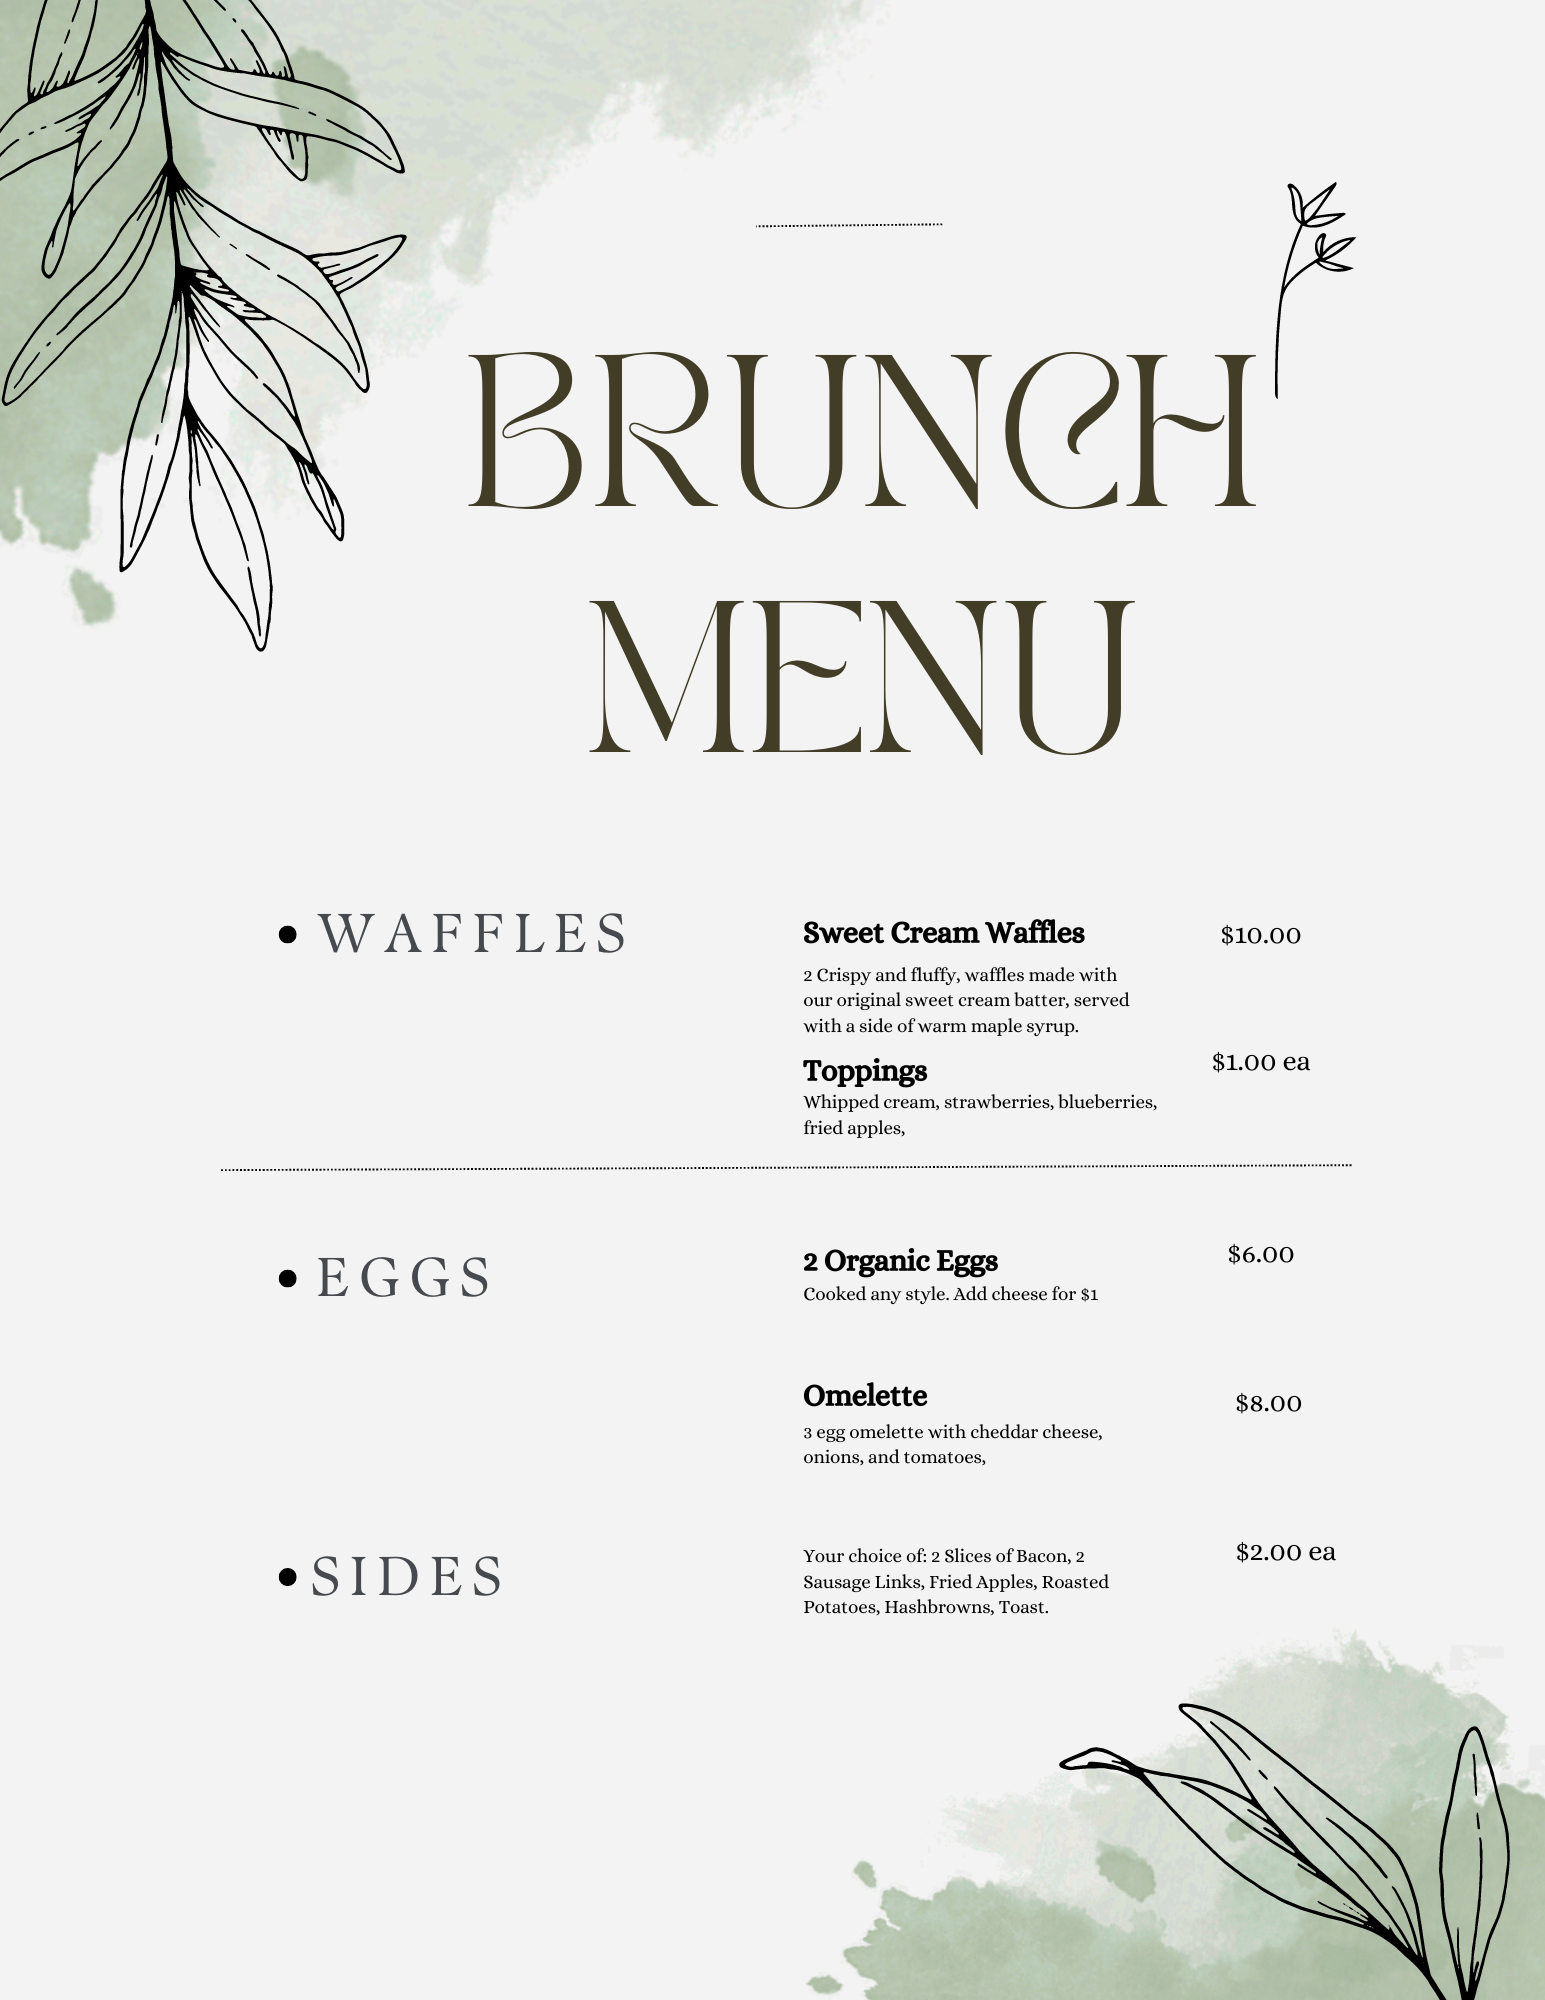 BRUNCH
MENU
• WAFFLES
Sweet Cream Waffles
$10.00
2 Crispy and fluffy, waffles made with
our original sweet cream batter, served
with a side of warm maple syrup.
Toppings
$1.00 ea
Whipped cream, strawberries, blueberries,
fried apples,
• EGGS
2 Organic Eggs
$6.00
Cooked any style. Add cheese for $1
Omelette
$8.00
3 egg omelette with cheddar cheese,
onions, and tomatoes,
• SIDES
Your choice of: 2 Slices of Bacon, 2
$2.00 ea
Sausage Links, Fried Apples, Roasted
Potatoes, Hashbrowns, Toast.